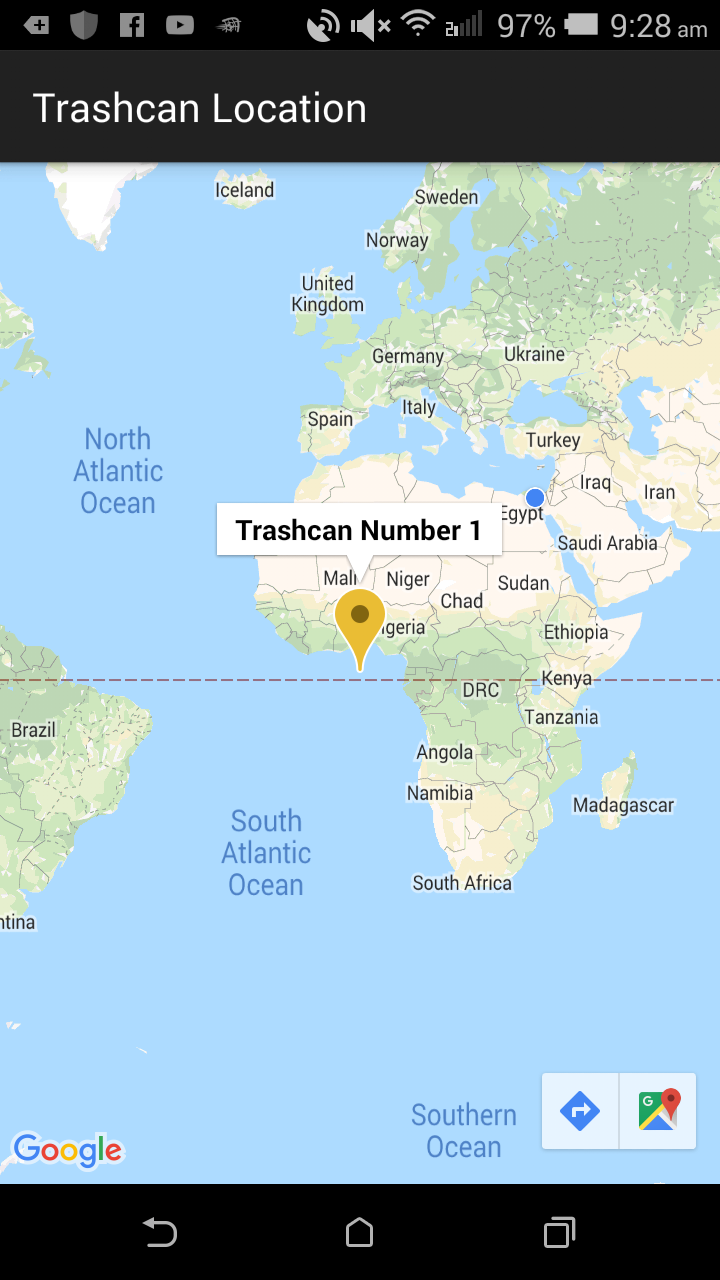 97% 9:28 am
Trashcan Location
Iceland
Sweden
Norway
United
Kingdom
Germany
Ukraine
Spain
Italy
Turkey
North
Atlantic
Ocean
Iraq
Iran
Egypt
Trashcan Number 1
Saudi Arabia
Mali
Niger
Sudan
Chad
igeria
Ethiopia
DRC
Kenya
Tanzania
Brazil
Angola
Namibia
Madagascar
South
Atlantic
Ocean
South Africa
ntina
Southern
Ocean
G
Google